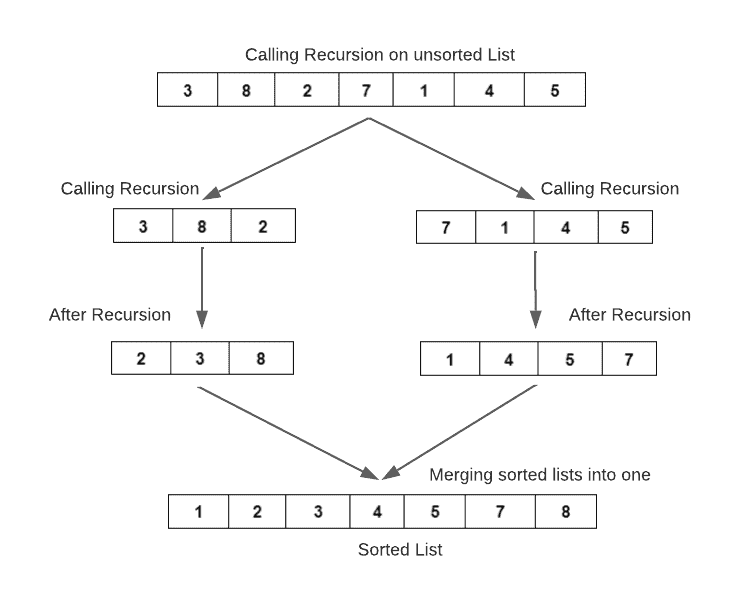 Calling Recursion on unsorted List
3 8 2 7 1 4 5
Calling Recursion
Calling Recursion
3 8 2
7 1 4 5
After Recursion
After Recursion
2 3 8
1 4 5 7
Merging sorted lists into one
1 2 3 4 5 7 8
Sorted List